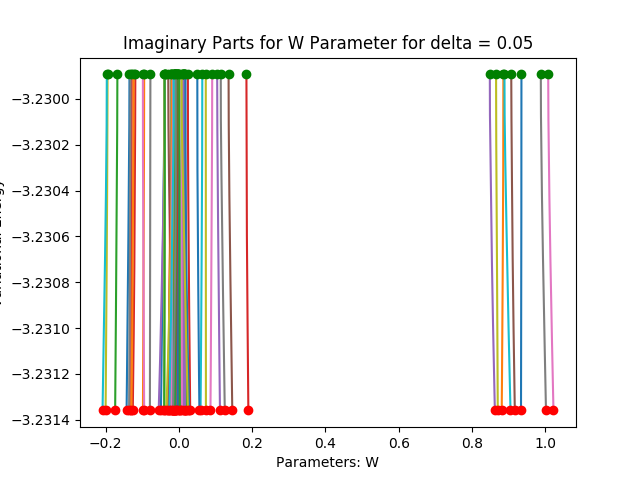 Imaginary Parts for W Parameter for delta = 0.05
−3.2300
−3.2302
−3.2304
−3.2306
−3.2308
−3.2310
−3.2312
−3.2314
−0.2 0.0 0.2 0.4 0.6 0.8 1.0
Parameters: W